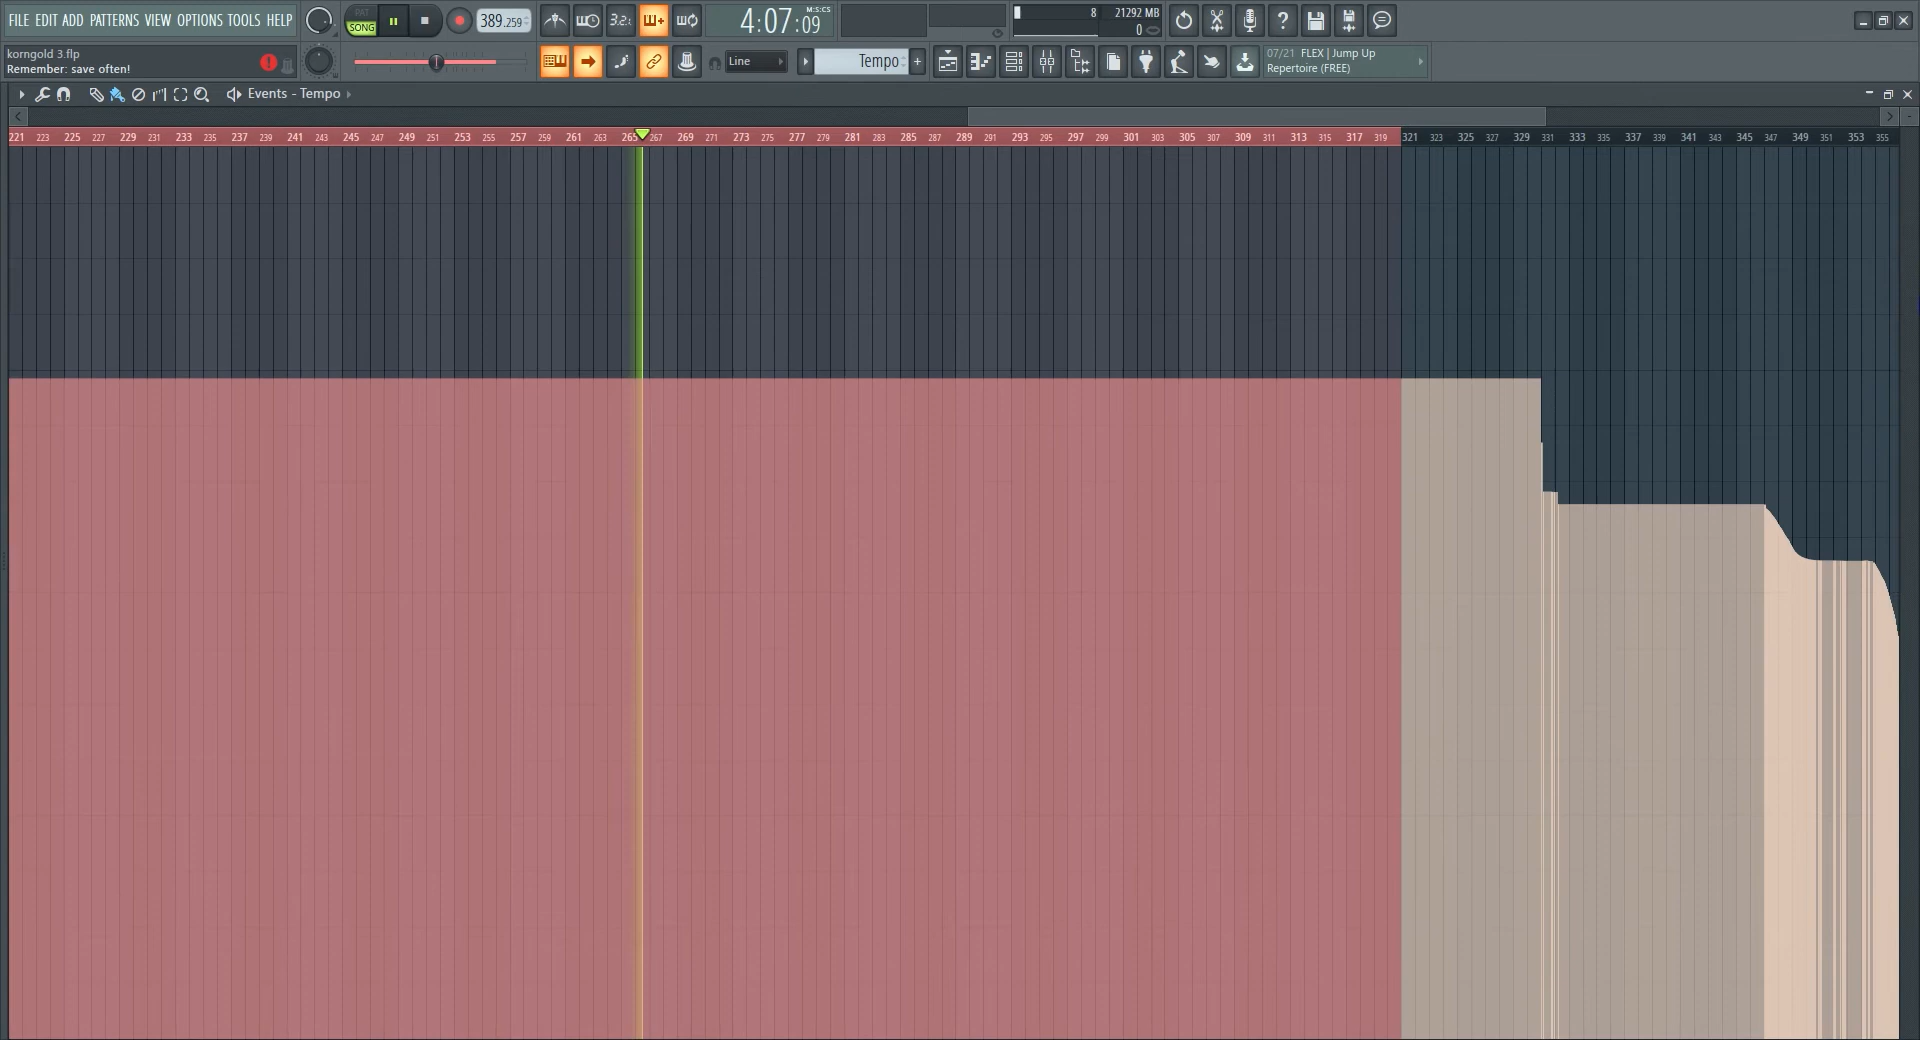 FILE EDIT ADD PATTERNS VIEW OPTIONS TOOLS HELP
PAT
SONG
389.259
3.2.
4:07:09
M:S:CS
8
21292 MB
0
korngold 3.flp
Remember: save often!
Line
Tempo
07/21 FLEX | Jump Up
Repertoire (FREE)
Events - Tempo
221 223 225 227 229 231 233 235 237 239 241 243 245 247 249 251 253 255 257 259 261 263 265 267 269 271 273 275 277 279 281 283 285 287 289 291 293 295 297 299 301 303 305 307 309 311 313 315 317 319 321 323 325 327 329 331 333 335 337 339 341 343 345 347 349 351 353 355